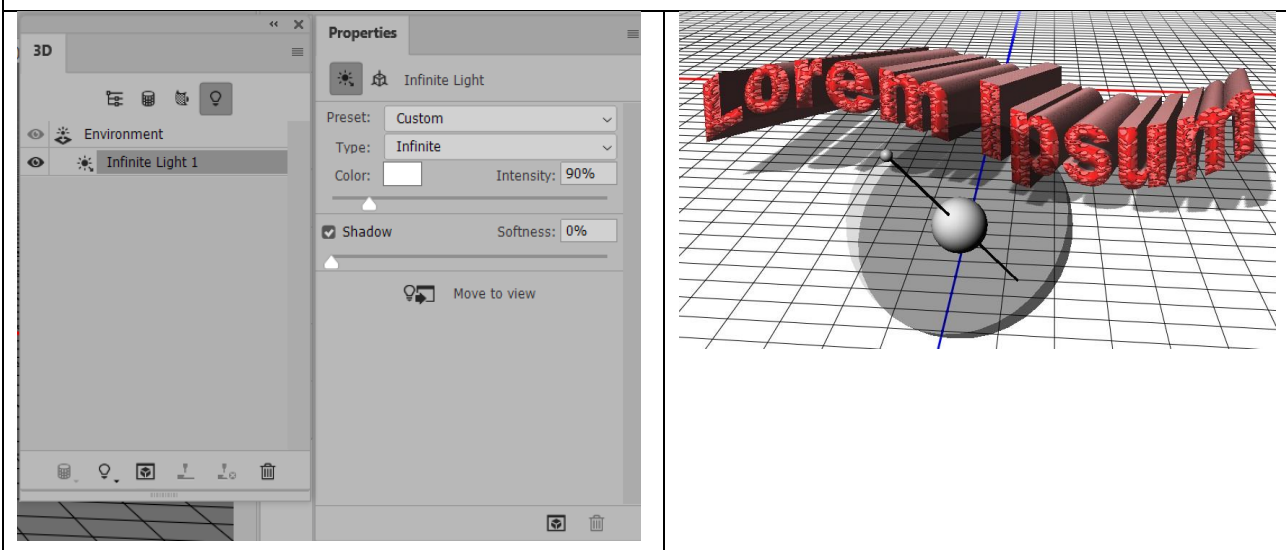 3D
Environment
Infinite Light 1
Properties
Infinite Light
Preset: Custom
Type: Infinite
Color: Intensity: 90%
Shadow Softness: 0%
Move to view
Lorem Ipsum